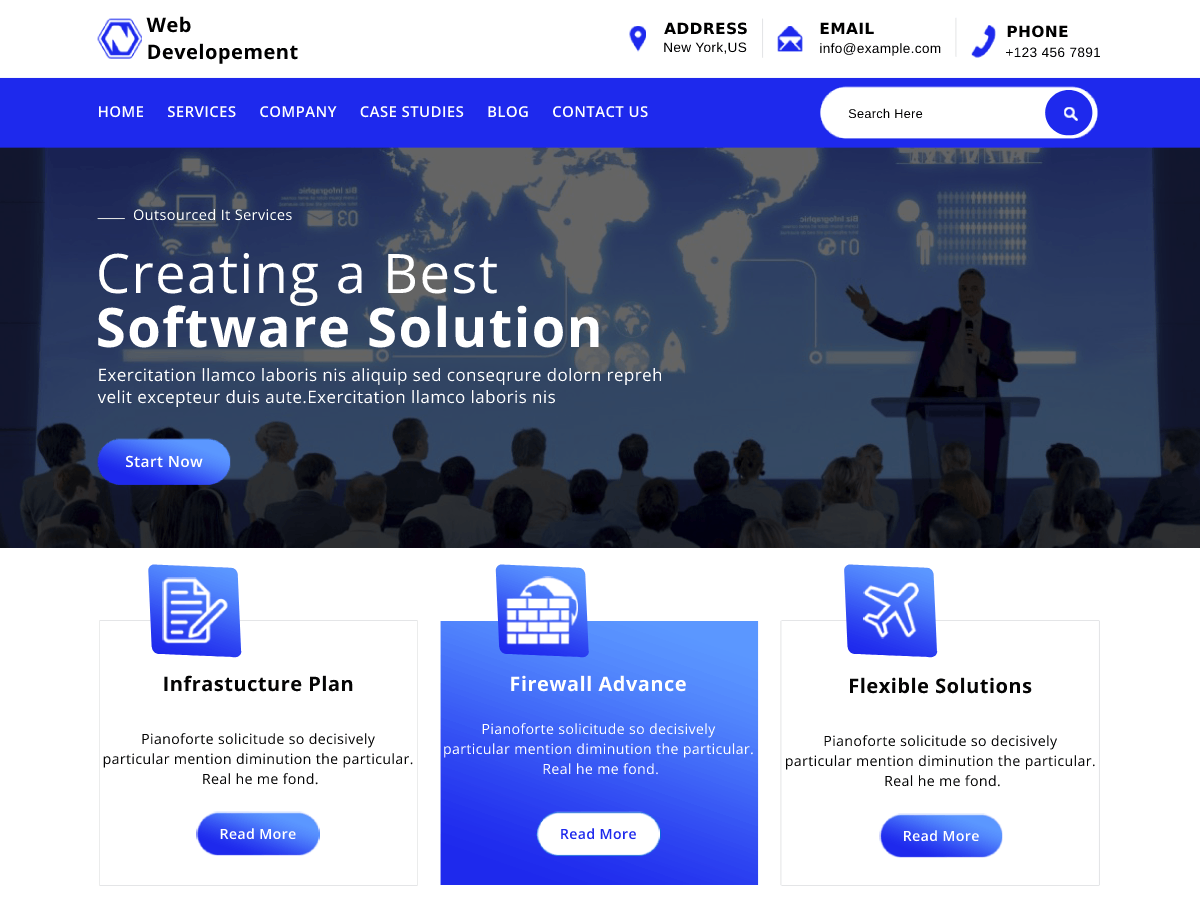 Web
Developement
ADDRESS
New York,US
EMAIL
info@example.com
PHONE
+123 456 7891
HOME SERVICES COMPANY CASE STUDIES BLOG CONTACT US
Search Here
Outsourced It Services
03
01
Creating a Best
Software Solution
Exercitation llamco laboris nis aliquip sed conseqrure dolorn repreh
velit excepteur duis aute.Exercitation llamco laboris nis
Start Now
Infrastucture Plan
Pianoforte solicitude so decisively
particular mention diminution the particular.
Real he me fond.
Read More
Firewall Advance
Pianoforte solicitude so decisively
particular mention diminution the particular.
Real he me fond.
Read More
Flexible Solutions
Pianoforte solicitude so decisively
particular mention diminution the particular.
Real he me fond.
Read More